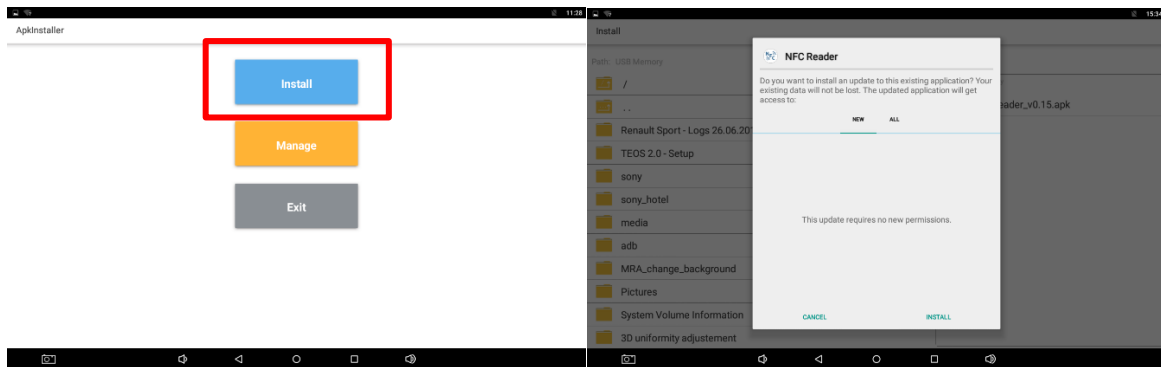 11:28
ApkInstaller
Install
Manage
Exit
15:34
Install
Path: USB Memory
/
..
Renault Sport - Logs 26.06.20
TEOS 2.0 - Setup
sony
sony_hotel
media
adb
MRA_change_background
Pictures
System Volume Information
3D uniformity adjustement
eader_v0.15.apk
NFC Reader
Do you want to install an update to this existing application? Your
existing data will not be lost. The updated application will get
access to:
NEW ALL
This update requires no new permissions.
CANCEL INSTALL